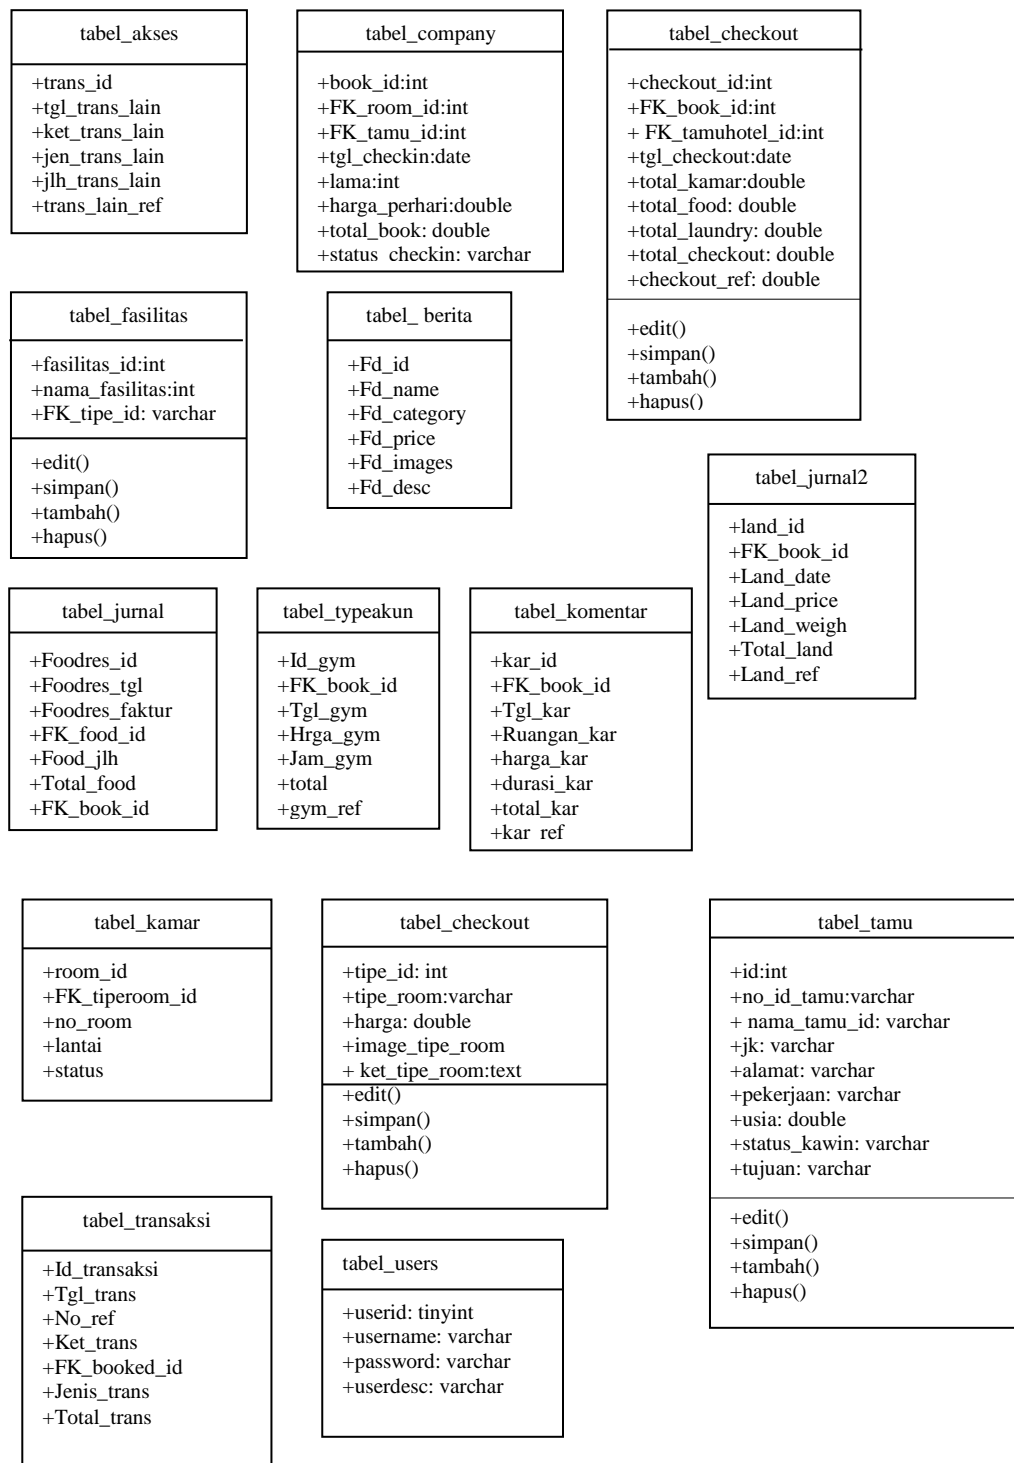 tabel_akses
+trans_id
+tgl_trans_lain
+ket_trans_lain
+jen_trans_lain
+jlh_trans_lain
+trans_lain_ref
tabel_company
+book_id:int
+FK_room_id:int
+FK_tamu_id:int
+tgl_checkin:date
+lama:int
+harga_perhari:double
+total_book: double
+status_checkin: varchar
tabel_checkout
+checkout_id:int
+FK_book_id:int
+ FK_tamuhotel_id:int
+tgl_checkout:date
+total_kamar:double
+total_food: double
+total_laundry: double
+total_checkout: double
+checkout_ref: double
+edit()
+simpan()
+tambah()
+hapus()
tabel_fasilitas
+fasilitas_id:int
+nama_fasilitas:int
+FK_tipe_id: varchar
+edit()
+simpan()
+tambah()
+hapus()
tabel_ berita
+Fd_id
+Fd_name
+Fd_category
+Fd_price
+Fd_images
+Fd_desc
tabel_jurnal2
+land_id
+FK_book_id
+Land_date
+Land_price
+Land_weigh
+Total_land
+Land_ref
tabel_jurnal
+Foodres_id
+Foodres_tgl
+Foodres_faktur
+FK_food_id
+Food_jlh
+Total_food
+FK_book_id
tabel_typeakun
+Id_gym
+FK_book_id
+Tgl_gym
+Hrga_gym
+Jam_gym
+total
+gym_ref
tabel_komentar
+kar_id
+FK_book_id
+Tgl_kar
+Ruangan_kar
+harga_kar
+durasi_kar
+total_kar
+kar_ref
tabel_kamar
+room_id
+FK_tiperoom_id
+no_room
+lantai
+status
tabel_checkout
+tipe_id: int
+tipe_room:varchar
+harga: double
+image_tipe_room
+ ket_tipe_room:text
+edit()
+simpan()
+tambah()
+hapus()
tabel_tamu
+id:int
+no_id_tamu:varchar
+ nama_tamu_id: varchar
+jk: varchar
+alamat: varchar
+pekerjaan: varchar
+usia: double
+status_kawin: varchar
+tujuan: varchar
+edit()
+simpan()
+tambah()
+hapus()
tabel_transaksi
+Id_transaksi
+Tgl_trans
+No_ref
+Ket_trans
+FK_booked_id
+Jenis_trans
+Total_trans
tabel_users
+userid: tinyint
+username: varchar
+password: varchar
+userdesc: varchar